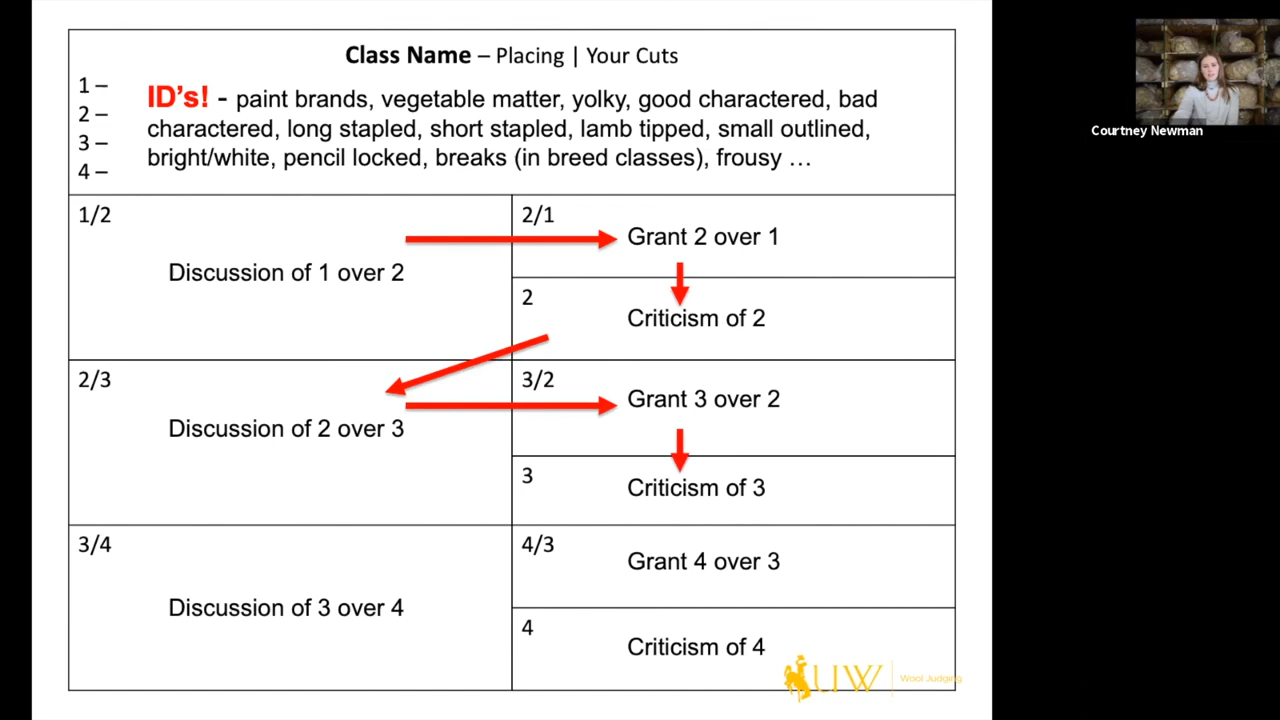 Class Name – Placing | Your Cuts
1 –
2 –
3 –
4 –
ID's! - paint brands, vegetable matter, yolky, good charactered, bad
charactered, long stapled, short stapled, lamb tipped, small outlined,
bright/white, pencil locked, breaks (in breed classes), frousy …
1/2
Discussion of 1 over 2
2/1
Grant 2 over 1
2
Criticism of 2
2/3
Discussion of 2 over 3
3/2
Grant 3 over 2
3
Criticism of 3
3/4
Discussion of 3 over 4
4/3
Grant 4 over 3
4
Criticism of 4
UW
Wool Judging
Courtney Newman